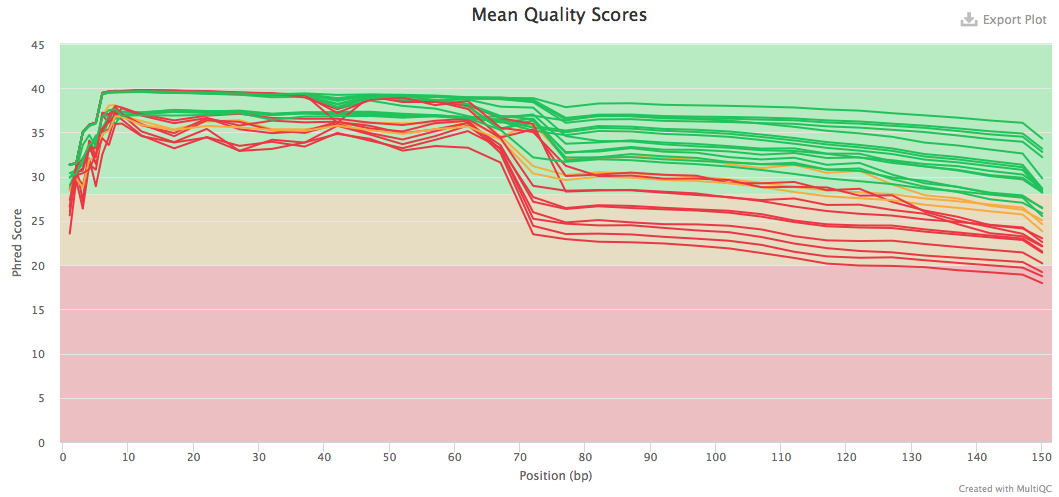 Mean Quality Scores
Export Plot
Phred Score
45
40
35
30
25
20
15
10
5
0
0 10 20 30 40 50 60 70 80 90 100 110 120 130 140 150
Position (bp)
Created with MultiQC